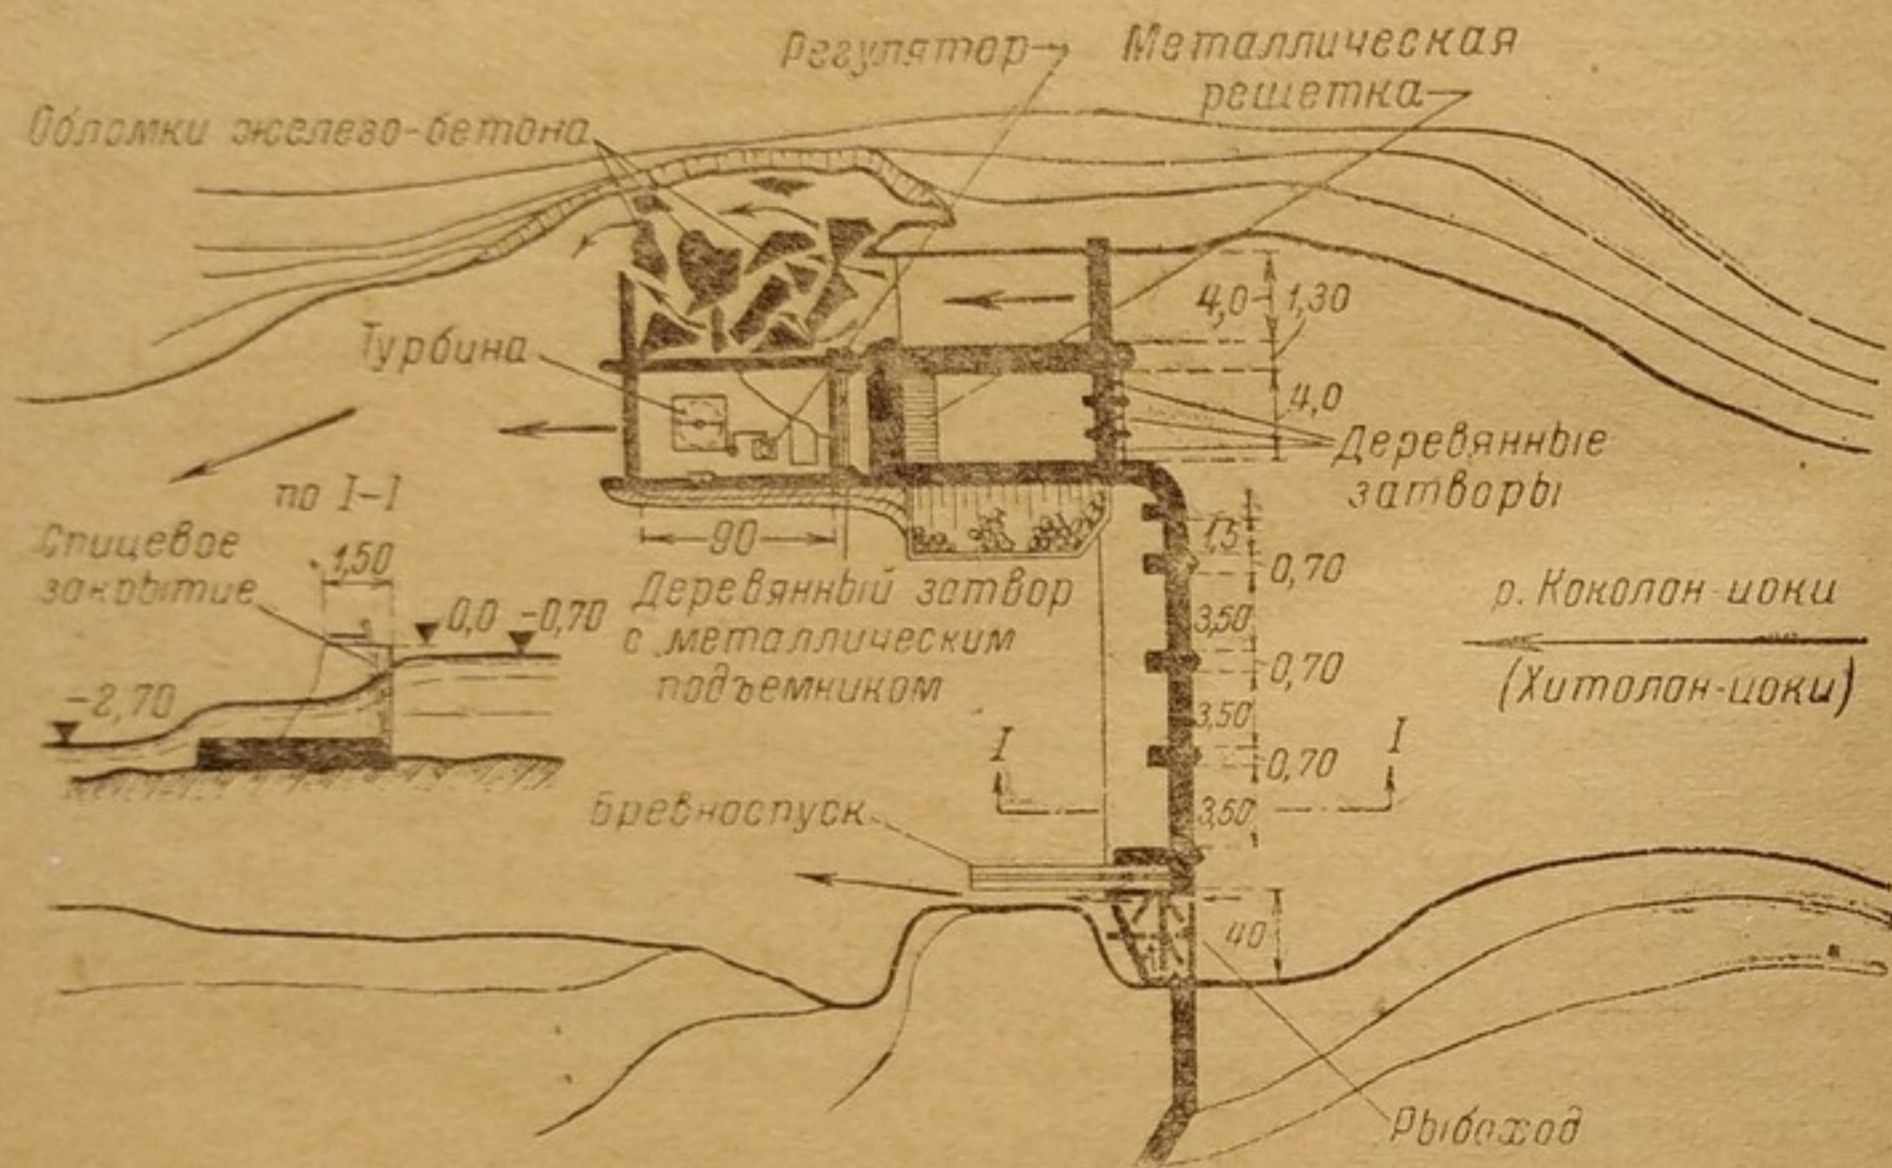 Регулятор
Металлическая
решетка
Обломки железо-бетона
4,0
1,30
Турбина
4,0
Деревянные
затворы
по I-I
Спицевое
закрытие
1,50
90
1,5
0,70
Деревянный затвор
с металлическим
подъемником
0,0
-0,70
-2,70
3,50
0,70
3,50
0,70
3,50
р. Коколан-иоки
(Хитолан-иоки)
I
I
Бревноспуск
40
Рыбоход